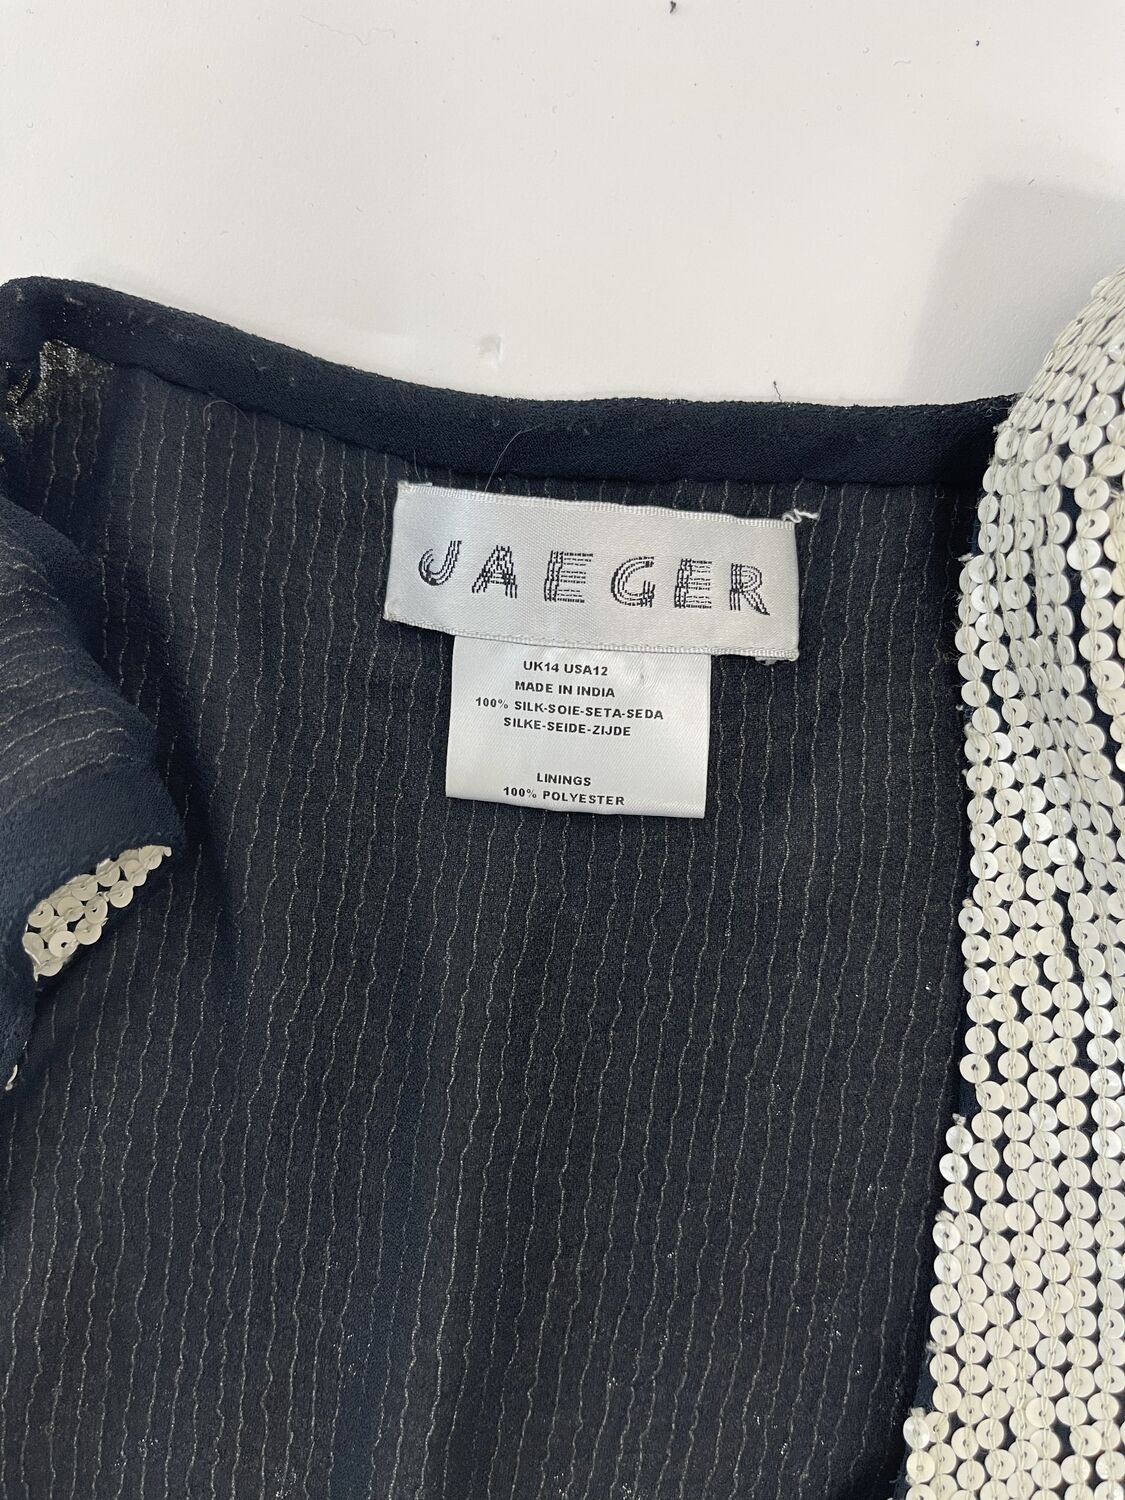 JAEGER
UK14 USA12
MADE IN INDIA
100% SILK-SOIE-SETA-SEDA
SILKE-SEIDE-ZIJDE
LININGS
100% POLYESTER